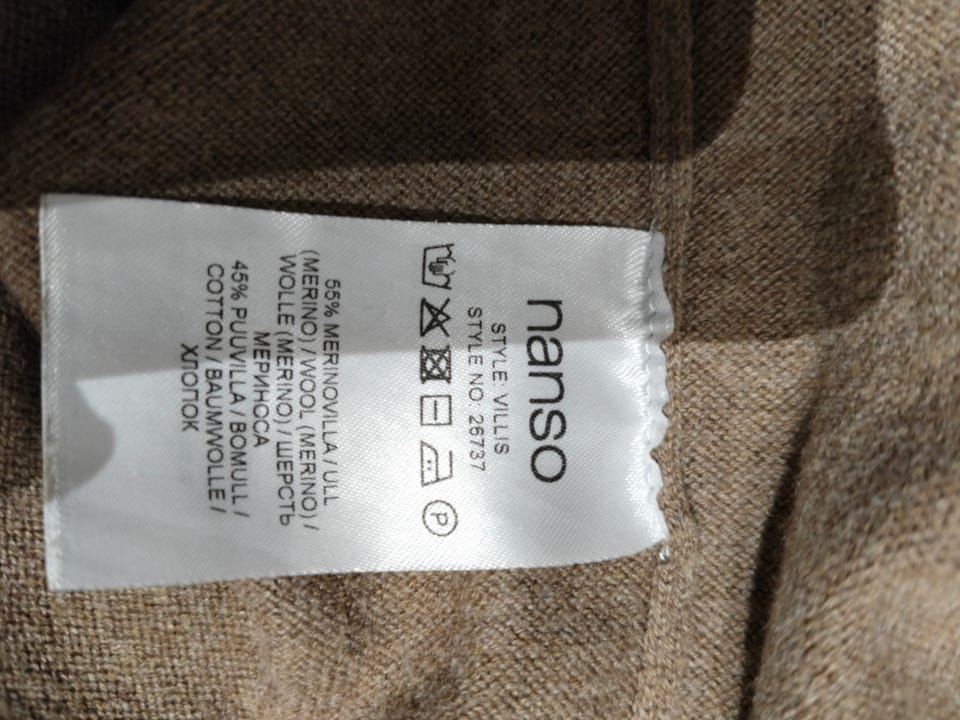 nanso
STYLE VILLIS
STYLE NO. 26737
P
55% MERINOVILLA / ULL
(MERINO) / WOOL (MERINO) /
WOLLE (MERINO) / ШЕРСТЬ
МЕРИНОСА
45% PUUVILLA / BOMULL /
COTTON / BAUMWOLLE /
ХЛОПОК